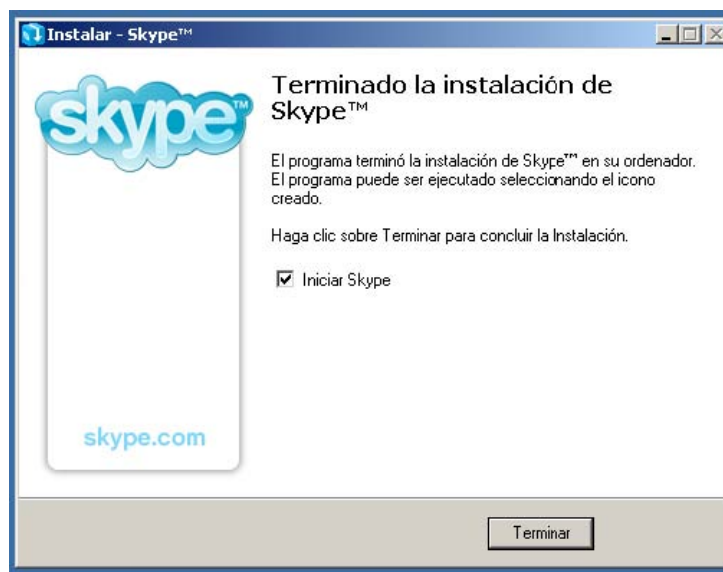 Instalar - Skype™
skype™
Terminado la instalación de
Skype™
El programa terminó la instalación de Skype™ en su ordenador.
El programa puede ser ejecutado seleccionando el icono
creado.
Haga clic sobre Terminar para concluir la Instalación.
Iniciar Skype
skype.com
Terminar